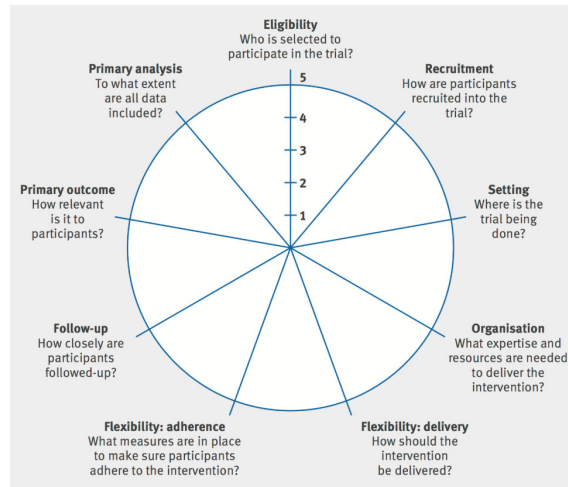 Eligibility
Who is selected to
participate in the trial?
Primary analysis
To what extent
are all data
included?
Recruitment
How are participants
recruited into the
trial?
5
4
3
2
1
Primary outcome
How relevant
is it to
participants?
Setting
Where is the
trial being
done?
Follow-up
How closely are
participants
followed-up?
Organisation
What expertise and
resources are needed
to deliver the
intervention?
Flexibility: adherence
What measures are in place
to make sure participants
adhere to the intervention?
Flexibility: delivery
How should the
intervention
be delivered?